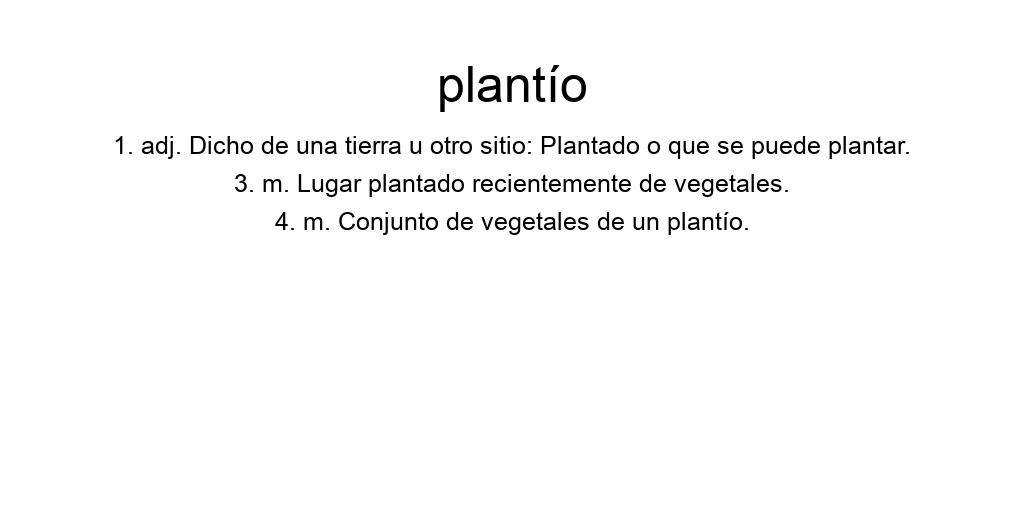 plantío
1. adj. Dicho de una tierra u otro sitio: Plantado o que se puede plantar.
3. m. Lugar plantado recientemente de vegetales.
4. m. Conjunto de vegetales de un plantío.